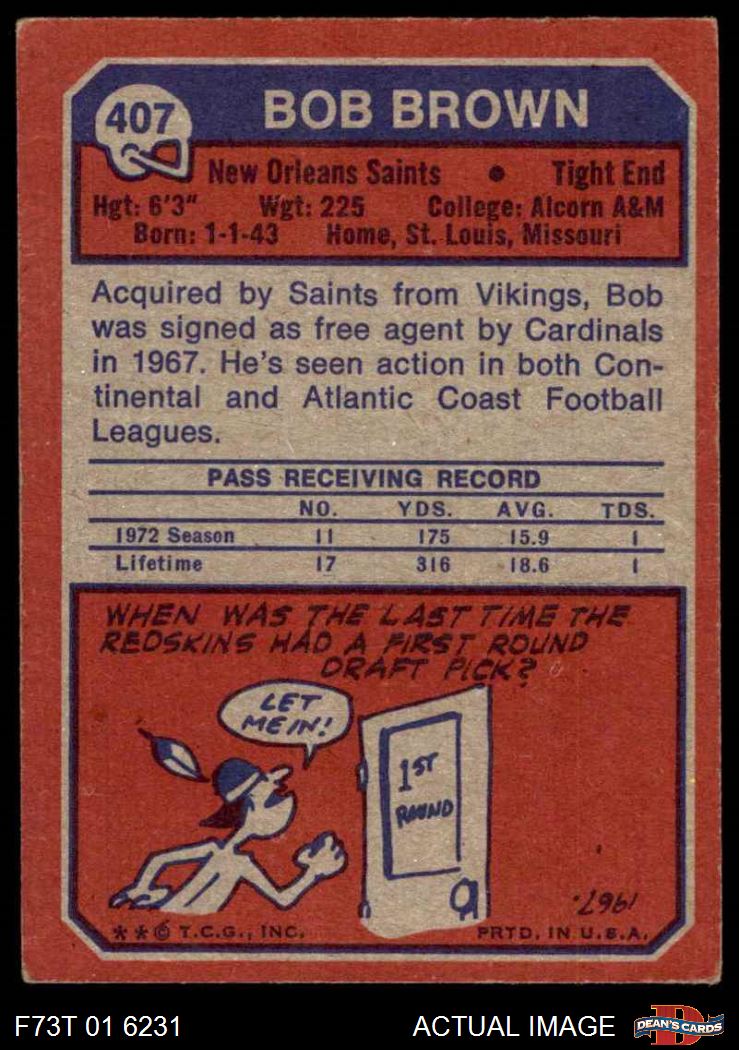 407
BOB BROWN
New Orleans Saints • Tight End
Hgt: 6'3" Wgt: 225 College: Alcorn A&M
Born: 1-1-43 Home, St. Louis, Missouri
Acquired by Saints from Vikings, Bob
was signed as free agent by Cardinals
in 1967. He's seen action in both Con-
tinental and Atlantic Coast Football
Leagues.
PASS RECEIVING RECORD
NO. YDS. AVG. TDS.
1972 Season 11 175 15.9 1
Lifetime 17 316 18.6 1
WHEN WAS THE LAST TIME THE
REDSKINS HAD A FIRST ROUND
DRAFT PICK?
LET
ME IN!
1ST
ROUND
1967.
**© T.C.G., INC. PRTD. IN U.S.A.
F73T 01 6231 ACTUAL IMAGE
D
DEAN'S CARDS